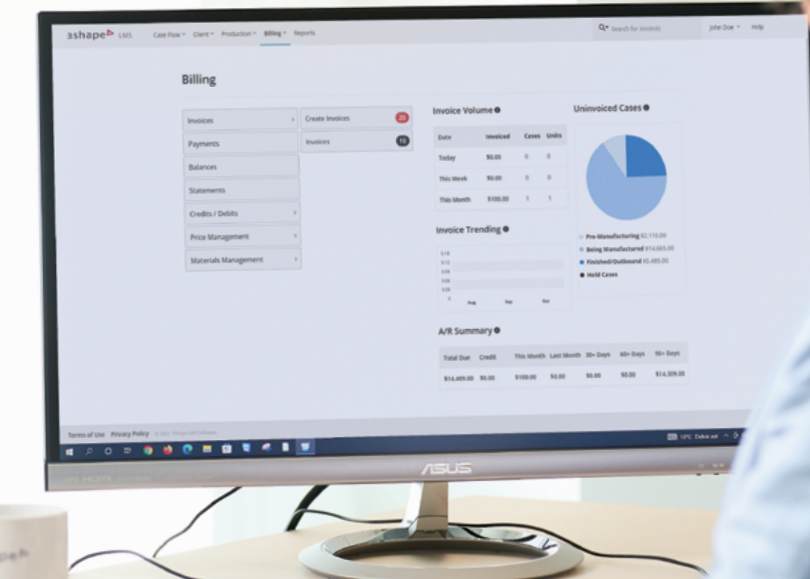 3shape LMS Case Flow Client Production Billing Reports Search for invoices John Doe Help
Billing
Invoices
Payments
Balances
Statements
Credits / Debits
Price Management
Materials Management
Create Invoices 20
Invoices 10
Invoice Volume
Date Invoiced Cases Units
Today $0.00 0 0
This Week $0.00 0 0
This Month $100.00 1 1
Invoice Trending
Aug Sep Oct
A/R Summary
Total Due Credit This Month Last Month 30+ Days 60+ Days 90+ Days
$14,409.00 $0.00 $100.00 $0.00 $0.00 $0.00 $14,309.00
Uninvoiced Cases
Pre-Manufacturing $2,110.00
Being Manufactured $14,665.00
Finished/Outbound $5,485.00
Hold Cases
Terms of Use Privacy Policy
ASUS